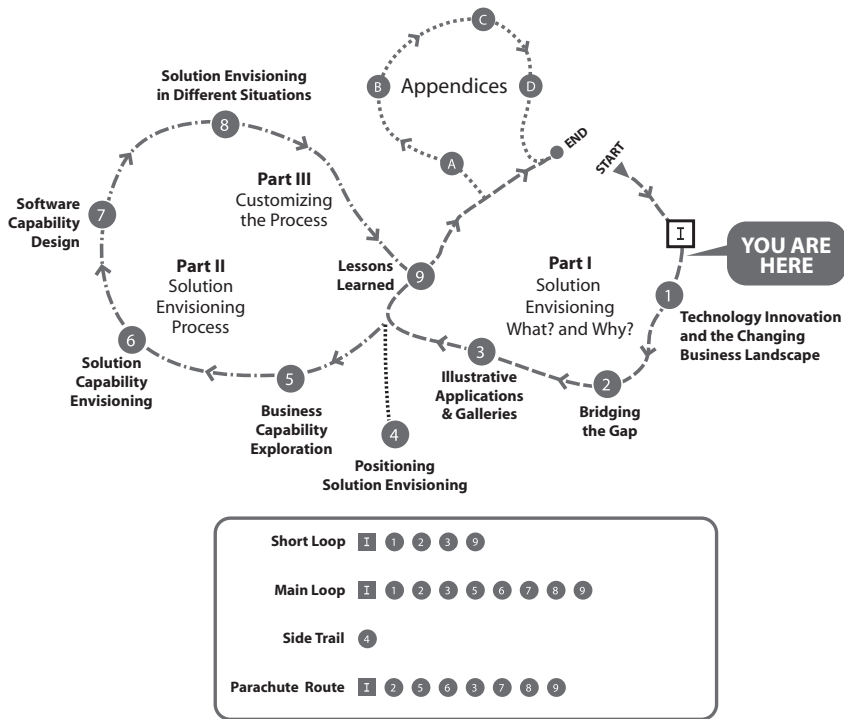 C
Solution Envisioning
in Different Situations
B
Appendices
D
8
END
START
A
Part III
Customizing
the Process
Software
Capability
Design
7
I
YOU ARE
HERE
Part II
Solution
Envisioning
Process
Lessons
Learned
9
Part I
Solution
Envisioning
What? and Why?
1
Technology Innovation
and the Changing
Business Landscape
6
Solution
Capability
Envisioning
3
Illustrative
Applications
& Galleries
5
Business
Capability
Exploration
2
Bridging
the Gap
4
Positioning
Solution Envisioning
Short Loop I 1 2 3 9
Main Loop I 1 2 3 5 6 7 8 9
Side Trail 4
Parachute Route I 2 5 6 3 7 8 9